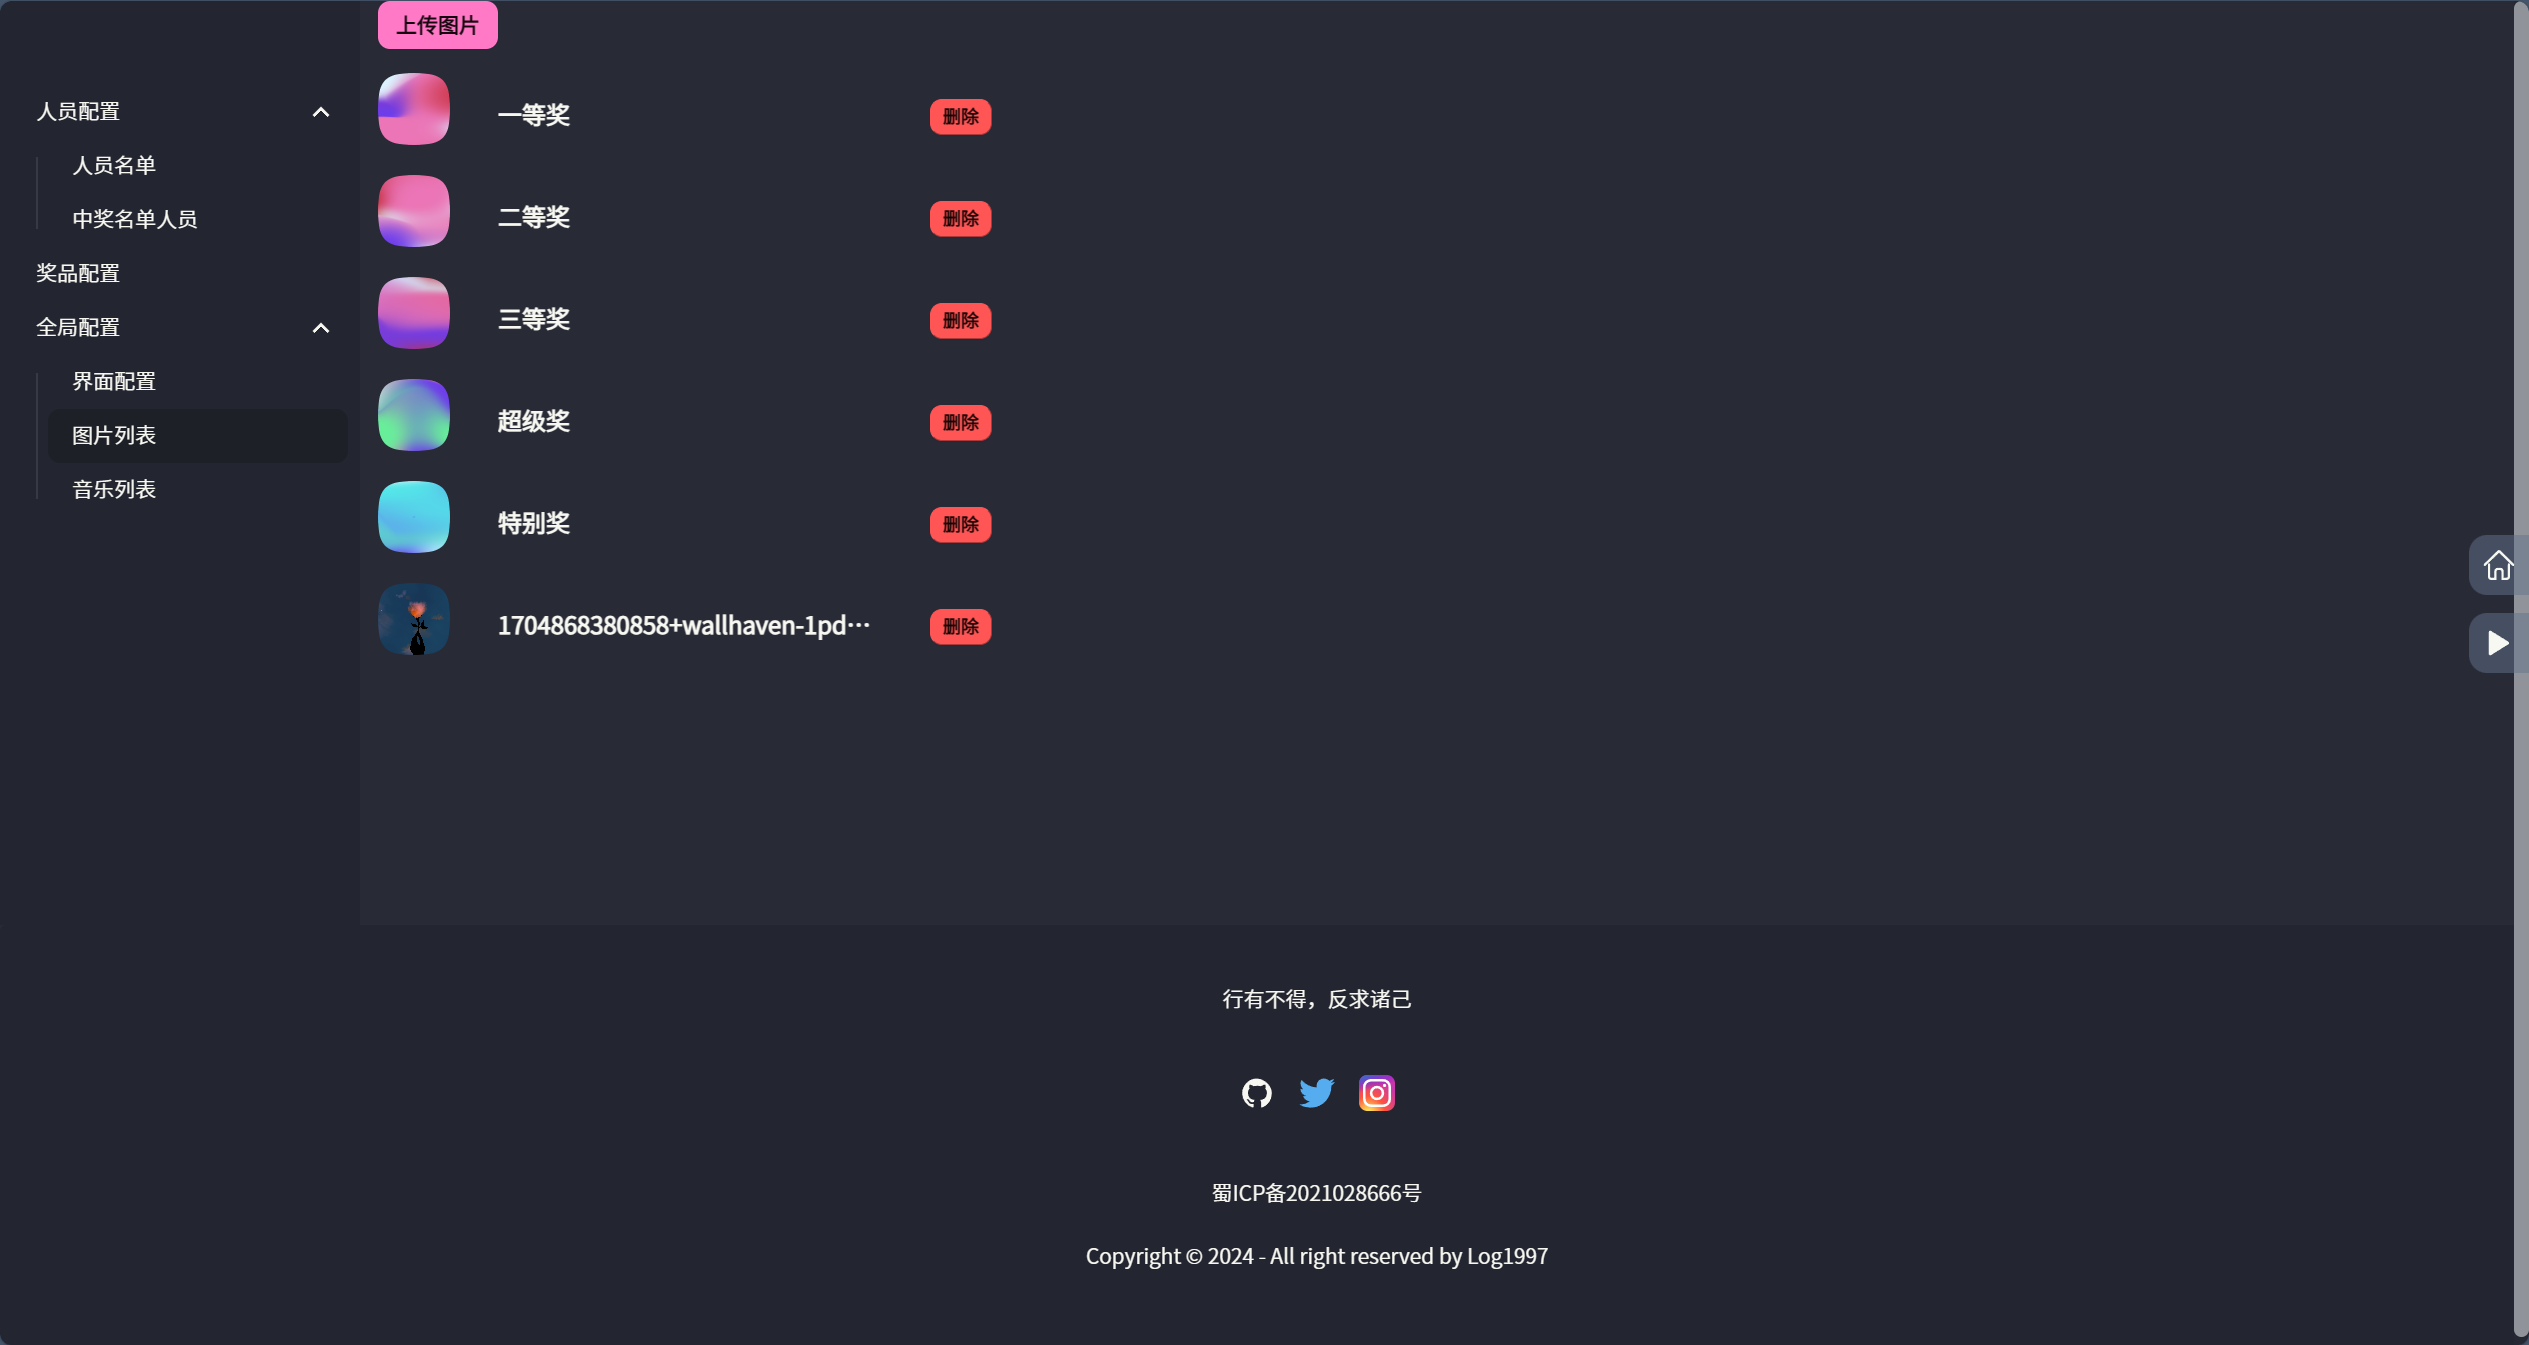 上传图片
人员配置
人员名单
中奖名单人员
奖品配置
全局配置
界面配置
图片列表
音乐列表
一等奖 删除
二等奖 删除
三等奖 删除
超级奖 删除
特别奖 删除
1704868380858+wallhaven-1pd… 删除
行有不得，反求诸己
蜀ICP备2021028666号
Copyright © 2024 - All right reserved by Log1997